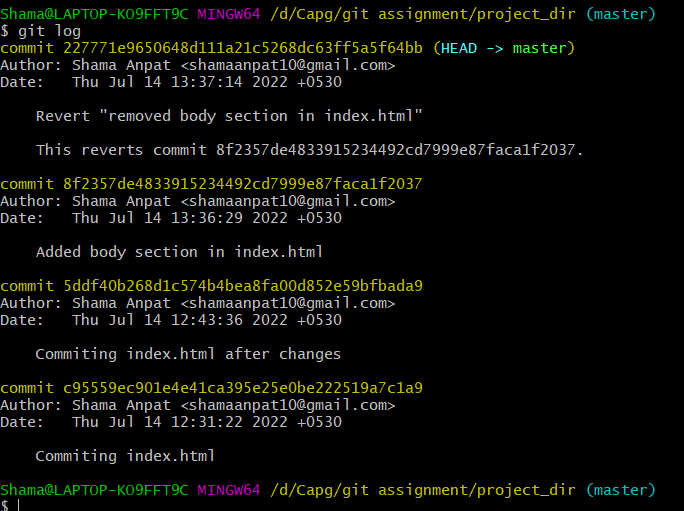 Shama@LAPTOP-KO9FFT9C MINGW64 /d/Capg/git assignment/project_dir (master)
$ git log
commit 227771e9650648d111a21c5268dc63ff5a5f64bb (HEAD -> master)
Author: Shama Anpat <shamaanpat10@gmail.com>
Date:   Thu Jul 14 13:37:14 2022 +0530
    Revert "removed body section in index.html"
    This reverts commit 8f2357de4833915234492cd7999e87faca1f2037.
commit 8f2357de4833915234492cd7999e87faca1f2037
Author: Shama Anpat <shamaanpat10@gmail.com>
Date:   Thu Jul 14 13:36:29 2022 +0530
    Added body section in index.html
commit 5ddf40b268d1c574b4bea8fa00d852e59bfbada9
Author: Shama Anpat <shamaanpat10@gmail.com>
Date:   Thu Jul 14 12:43:36 2022 +0530
    Commiting index.html after changes
commit c95559ec901e4e41ca395e25e0be222519a7c1a9
Author: Shama Anpat <shamaanpat10@gmail.com>
Date:   Thu Jul 14 12:31:22 2022 +0530
    Commiting index.html
Shama@LAPTOP-KO9FFT9C MINGW64 /d/Capg/git assignment/project_dir (master)
$